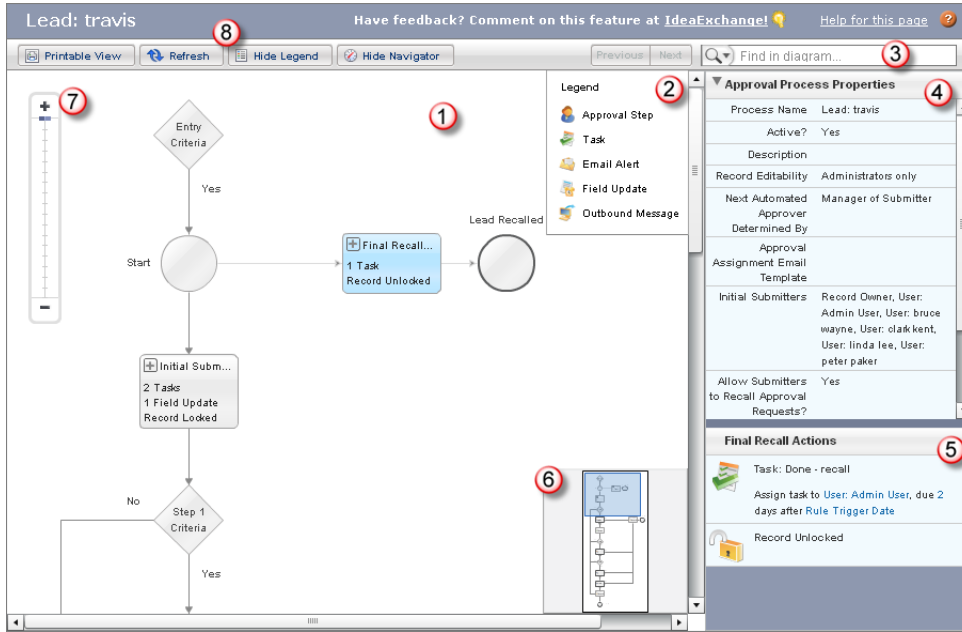 Lead: travis
Have feedback? Comment on this feature at IdeaExchange!
Help for this page
8
Printable View
Refresh
Hide Legend
Hide Navigator
Previous
Next
Find in diagram...
3
7
1
Entry
Criteria
Yes
Start
Final Recall...
1 Task
Record Unlocked
Lead Recalled
Initial Subm...
2 Tasks
1 Field Update
Record Locked
No
Step 1
Criteria
Yes
Legend
2
Approval Step
Task
Email Alert
Field Update
Outbound Message
6
Approval Process Properties
4
Process Name Lead: travis
Active? Yes
Description
Record Editability Administrators only
Next Automated Manager of Submitter
Approver
Determined By
Approval
Assignment Email
Template
Initial Submitters Record Owner, User:
Admin User, User: bruce
wayne, User: clark kent,
User: linda lee, User:
peter paker
Allow Submitters Yes
to Recall Approval
Requests?
Final Recall Actions
5
Task: Done - recall
Assign task to User: Admin User, due 2
days after Rule Trigger Date
Record Unlocked